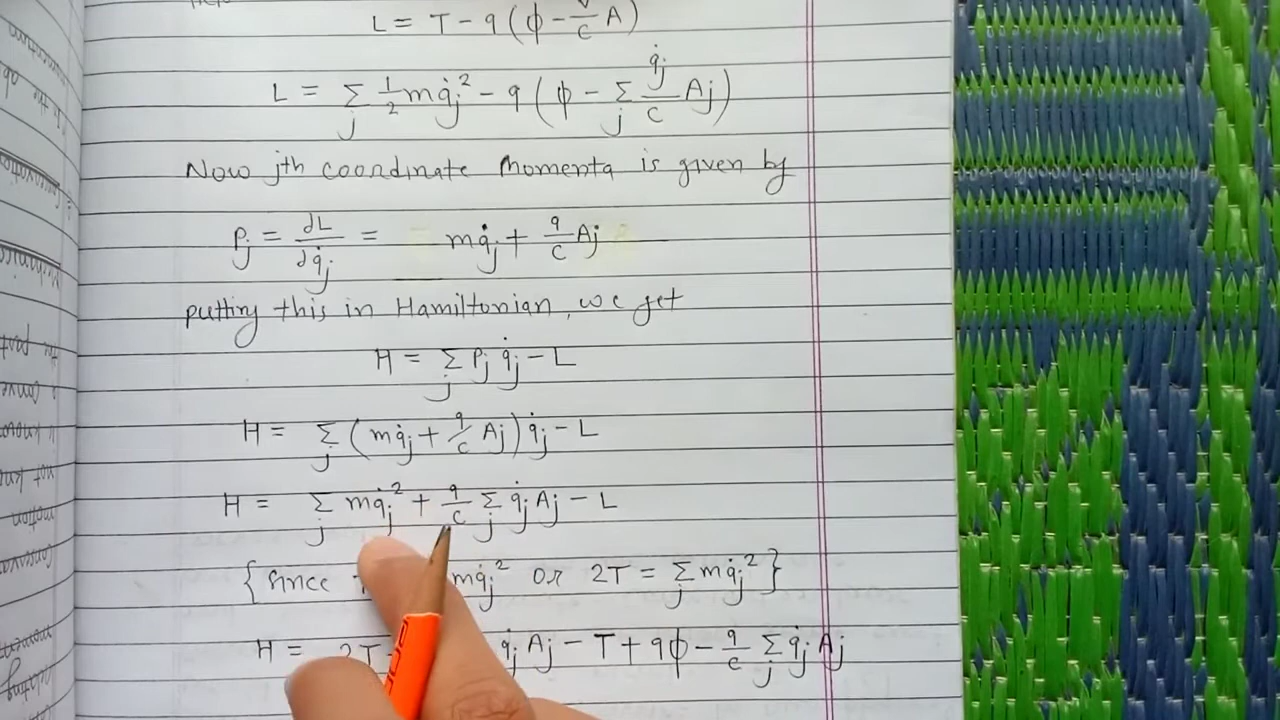 L = T - q (ϕ - v/c A)
L = Σ_j ½ m q̇_j² - q (ϕ - Σ_j q̇_j/c A_j)
Now jth coordinate Momenta is given by
P_j = ∂L/∂q̇_j = m q̇_j + q/c A_j
putting this in Hamiltonian, we get
H = Σ_j P_j q̇_j - L
H = Σ_j (m q̇_j + q/c A_j) q̇_j - L
H = Σ_j m q̇_j² + q/c Σ_j q̇_j A_j - L
{ since m q̇_j² or 2T = Σ_j m q̇_j² }
H = 2T q̇_j A_j - T + qϕ - q/c Σ_j q̇_j A_j